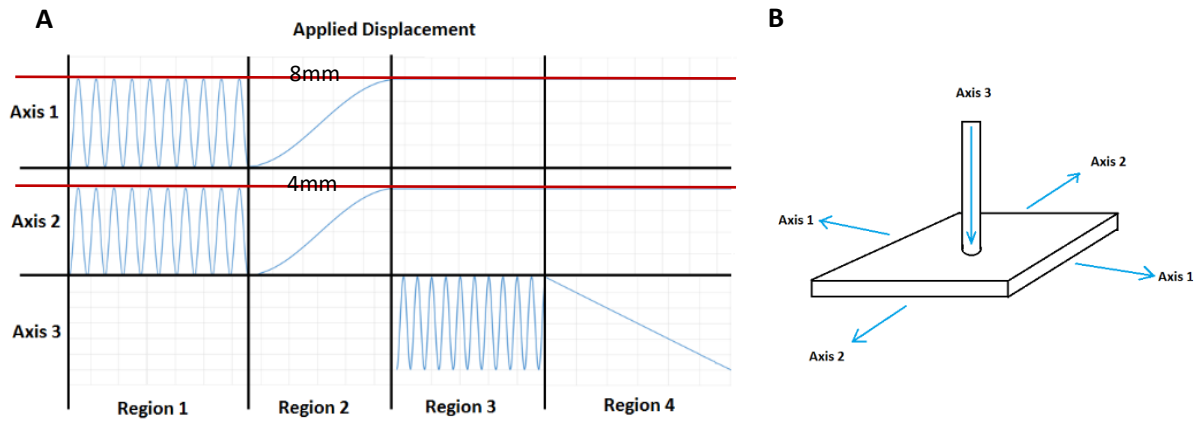 A
Applied Displacement
8mm
Axis 1
4mm
Axis 2
Axis 3
Region 1
Region 2
Region 3
Region 4
B
Axis 3
Axis 2
Axis 1
Axis 1
Axis 2